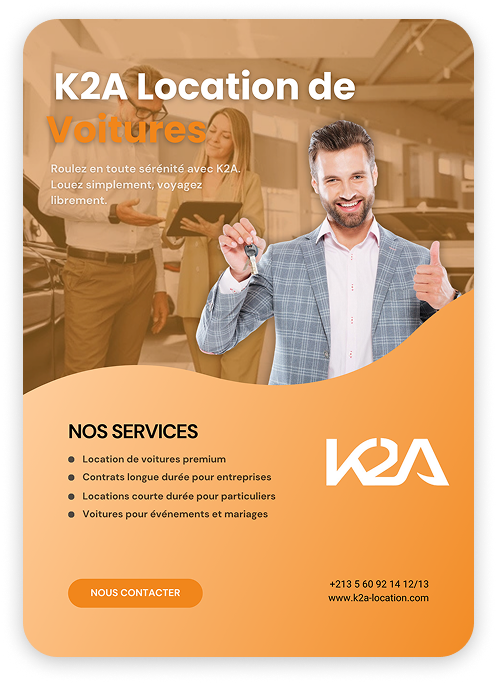 K2A Location de
Voitures
Roulez en toute sérénité avec K2A.
Louez simplement, voyagez
librement.
NOS SERVICES
Location de voitures premium
Contrats longue durée pour entreprises
Locations courte durée pour particuliers
Voitures pour événements et mariages
K2A
NOUS CONTACTER
+213 5 60 92 14 12/13
www.k2a-location.com